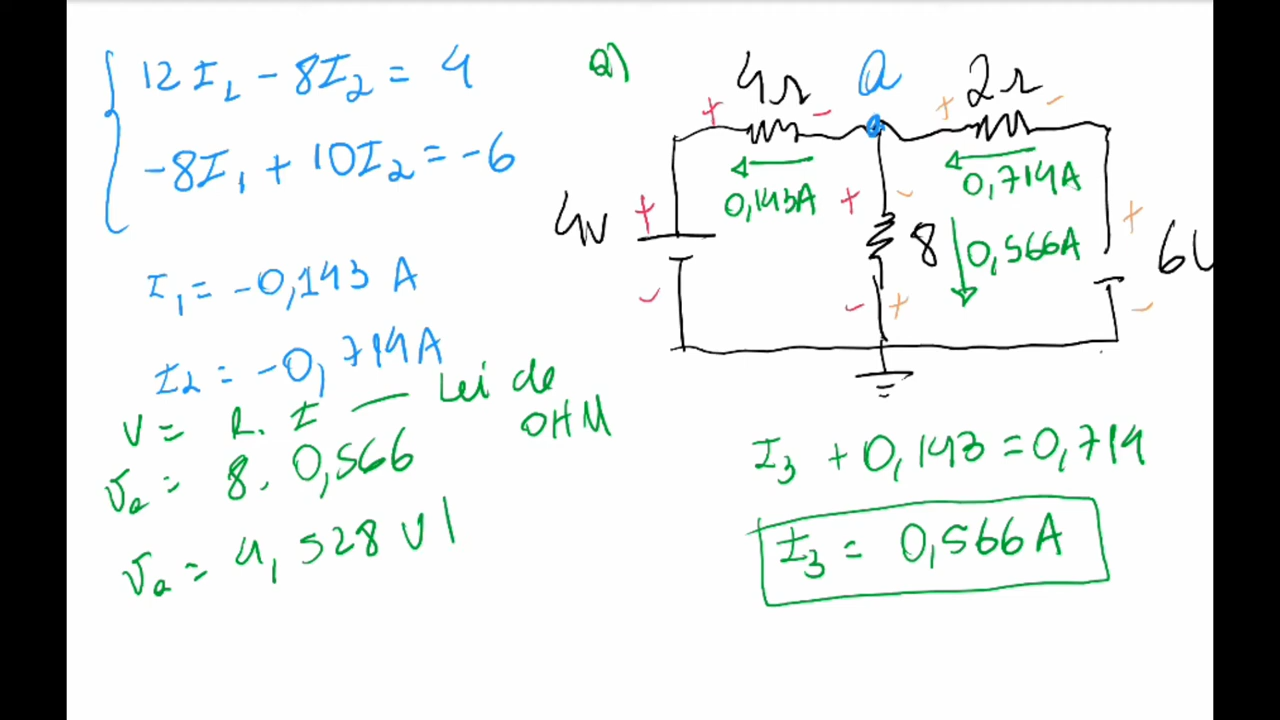 12I₁ - 8I₂ = 4
-8I₁ + 10I₂ = -6
I₁ = -0,143 A
I₂ = -0,714A
V = R. I — Lei de
OHM
Va = 8. 0,566
Va = 4,528 V
a)
4Ω
a
2Ω
+ - + -
0,143A
0,714A
4V
+
+ -
8
0,566A
+
6V
-
- +
-
I₃ + 0,143 = 0,714
I₃ = 0,566A